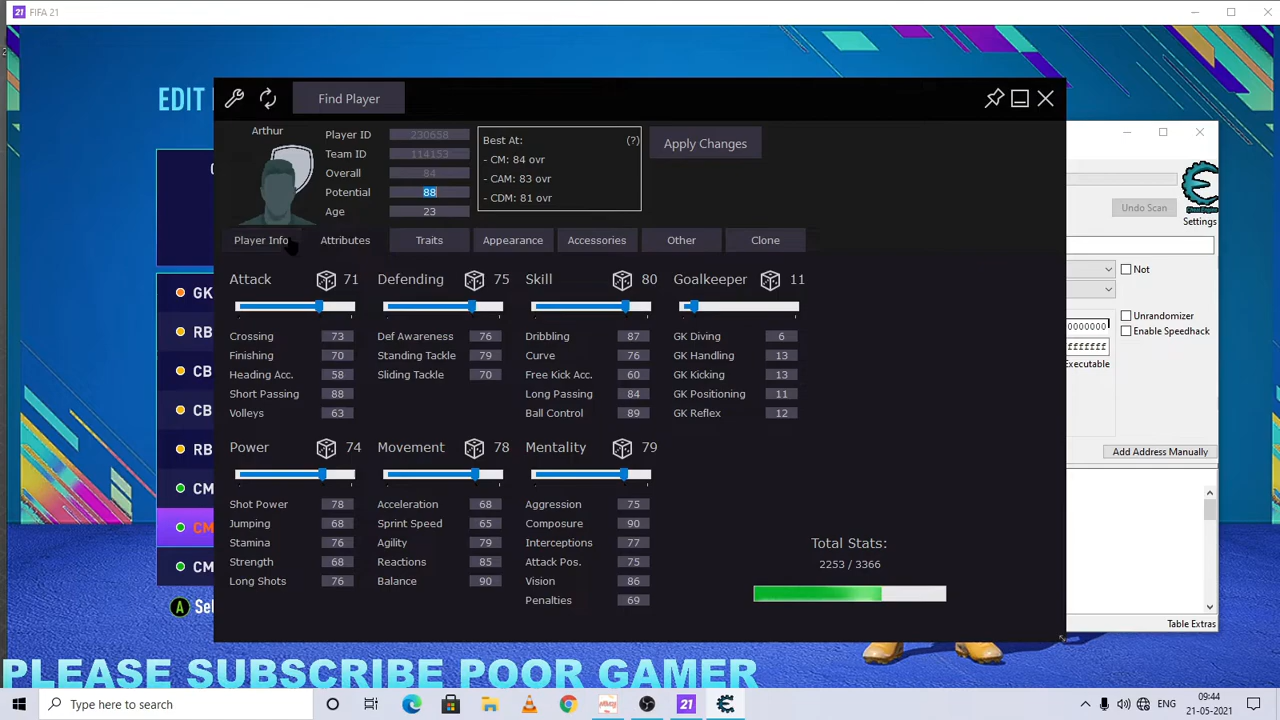 21 FIFA 21
EDIT
Find Player
Arthur
Player ID 230658
Team ID 114153
Overall 84
Potential 88
Age 23
Best At: (?)
- CM: 84 ovr
- CAM: 83 ovr
- CDM: 81 ovr
Apply Changes
Player Info Attributes Traits Appearance Accessories Other Clone
Attack 71 Defending 75 Skill 80 Goalkeeper 11
Crossing 73 Def Awareness 76 Dribbling 87 GK Diving 6
Finishing 70 Standing Tackle 79 Curve 76 GK Handling 13
Heading Acc. 58 Sliding Tackle 70 Free Kick Acc. 60 GK Kicking 13
Short Passing 88 Long Passing 84 GK Positioning 11
Volleys 63 Ball Control 89 GK Reflex 12
Power 74 Movement 78 Mentality 79
Shot Power 78 Acceleration 68 Aggression 75
Jumping 68 Sprint Speed 65 Composure 90
Stamina 76 Agility 79 Interceptions 77
Strength 68 Reactions 85 Attack Pos. 75
Long Shots 76 Balance 90 Vision 86
Penalties 69
Total Stats:
2253 / 3366
GK
RB
CB
CB
RB
CM
CM
CM
A Sel
Undo Scan
Settings
Not
Unrandomizer
Enable Speedhack
Executable
Add Address Manually
Table Extras
PLEASE SUBSCRIBE POOR GAMER
Type here to search
21
ENG
09:44
21-05-2021